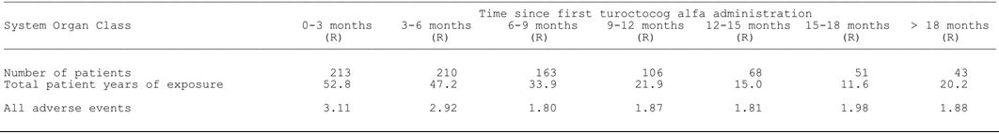 Time since first turoctocog alfa administration
System Organ Class 0-3 months 3-6 months 6-9 months 9-12 months 12-15 months 15-18 months > 18 months
(R) (R) (R) (R) (R) (R) (R)
Number of patients 213 210 163 106 68 51 43
Total patient years of exposure 52.8 47.2 33.9 21.9 15.0 11.6 20.2
All adverse events 3.11 2.92 1.80 1.87 1.81 1.98 1.88